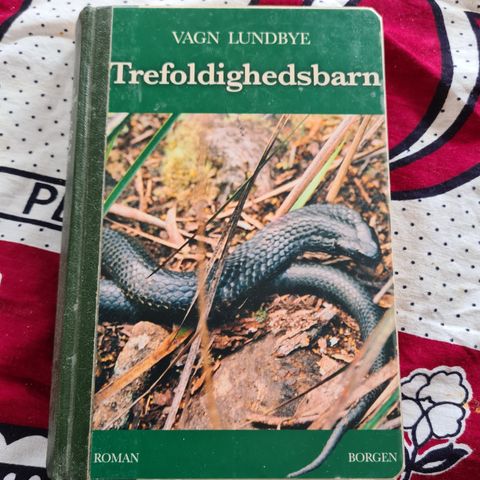 VAGN LUNDBYE
Trefoldighedsbarn
ROMAN
BORGEN